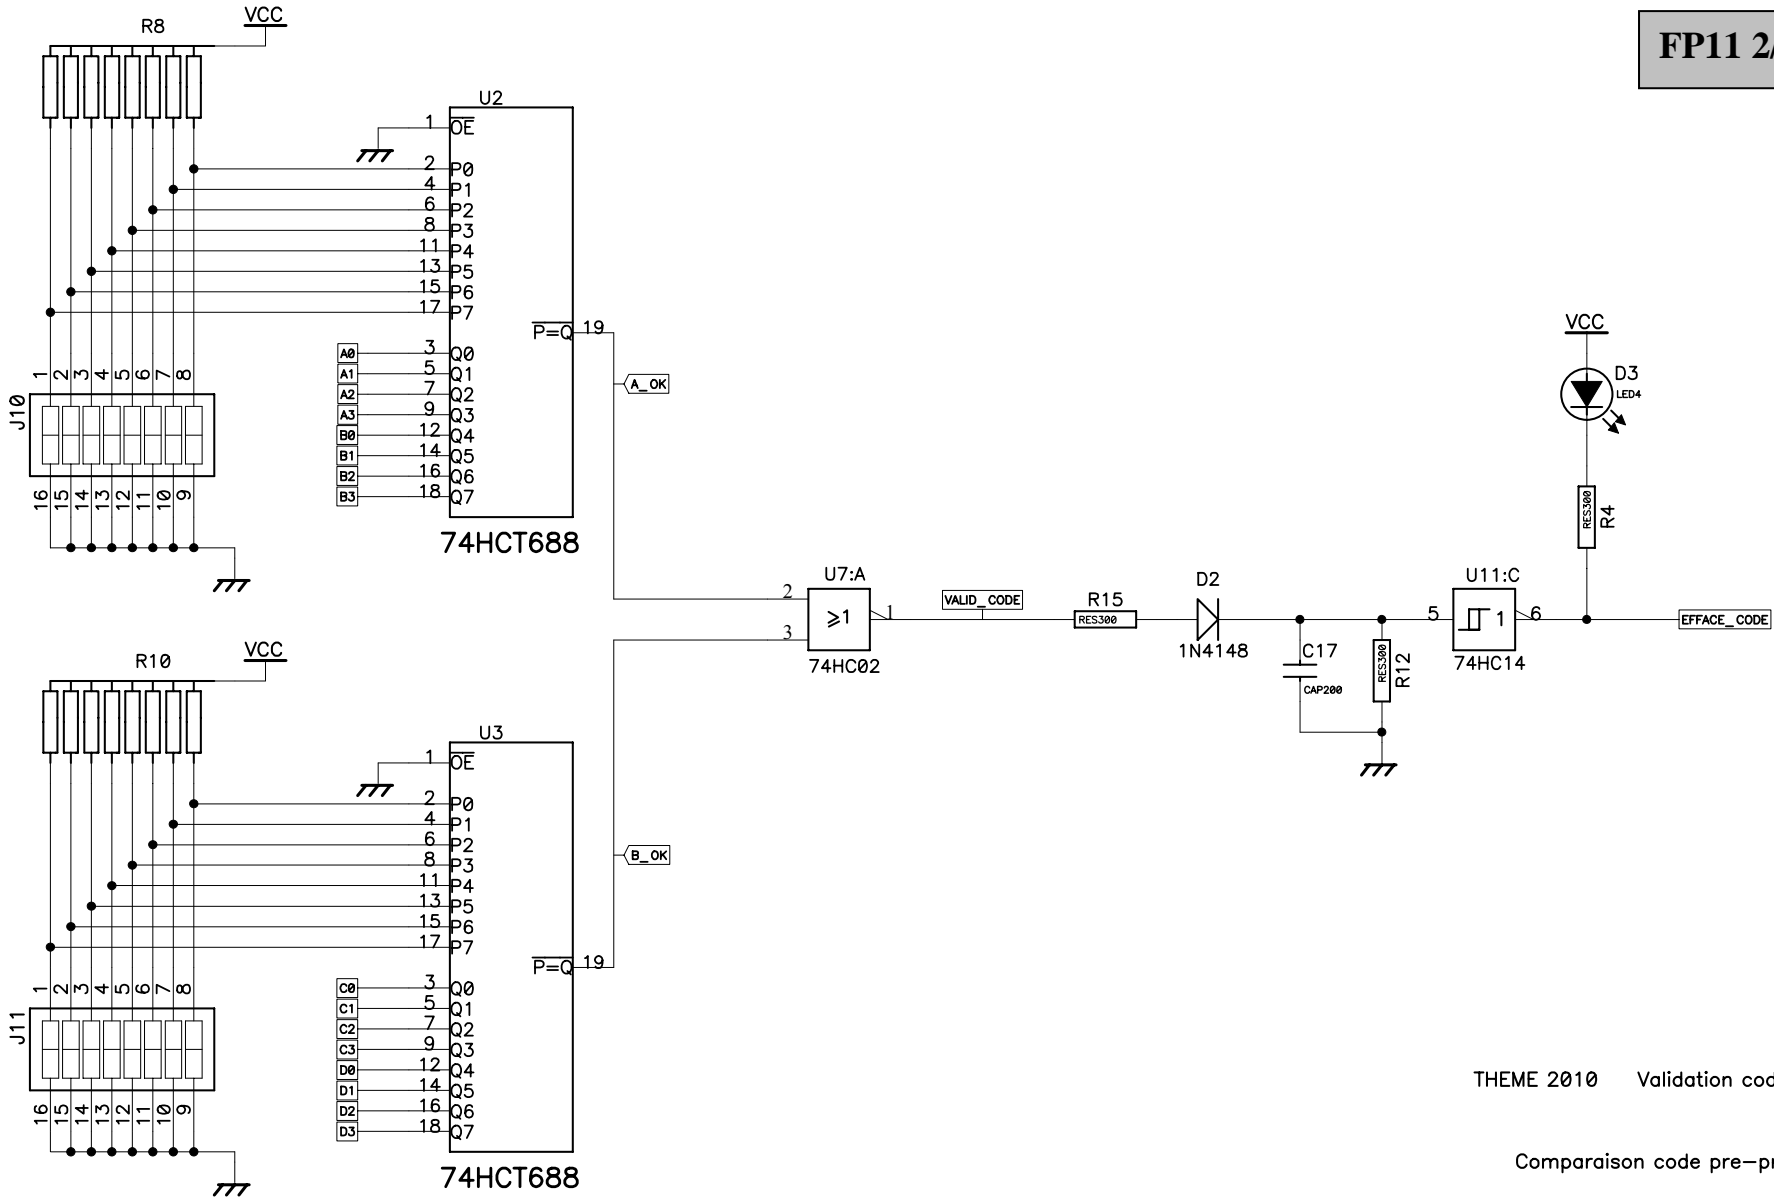 FP11 2/
R8
VCC
U2
1 OE
2 P0
4 P1
6 P2
8 P3
11 P4
13 P5
15 P6
17 P7
P=Q 19
A0 3 Q0
A1 5 Q1
A2 7 Q2
A3 9 Q3
B0 12 Q4
B1 14 Q5
B2 16 Q6
B3 18 Q7
74HCT688
1 2 3 4 5 6 7 8
J10
16 15 14 13 12 11 10 9
A_OK
VCC
D3
LED4
RES300
R4
U7:A
2
3
≥1
1
74HC02
VALID_CODE
R15
RES300
D2
1N4148
C17
CAP200
RES300
R12
U11:C
5
1
6
74HC14
EFFACE_CODE
R10
VCC
U3
1 OE
2 P0
4 P1
6 P2
8 P3
11 P4
13 P5
15 P6
17 P7
P=Q 19
C0 3 Q0
C1 5 Q1
C2 7 Q2
C3 9 Q3
D0 12 Q4
D1 14 Q5
D2 16 Q6
D3 18 Q7
74HCT688
B_OK
1 2 3 4 5 6 7 8
J11
16 15 14 13 12 11 10 9
THEME 2010 Validation cod
Comparaison code pre-pr